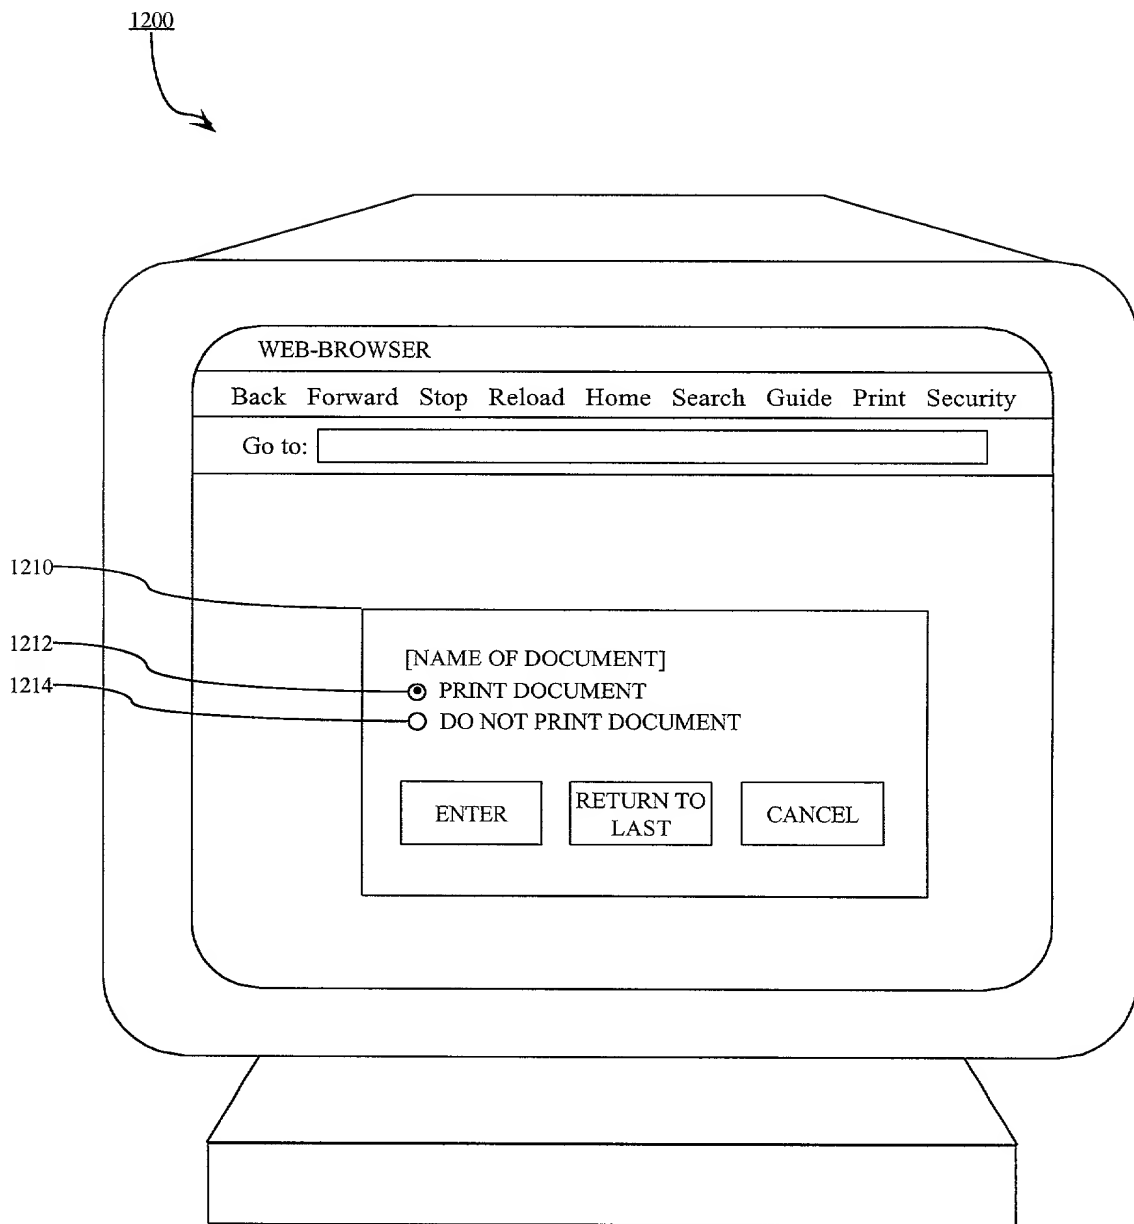 1200
WEB-BROWSER
Back Forward Stop Reload Home Search Guide Print Security
Go to:
1210
1212
1214
[NAME OF DOCUMENT]
PRINT DOCUMENT
DO NOT PRINT DOCUMENT
ENTER
RETURN TO
LAST
CANCEL